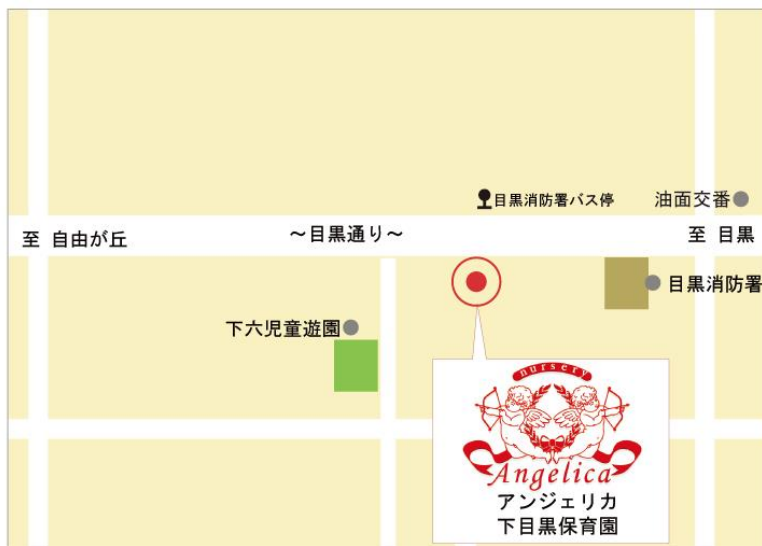 目黒消防署バス停
油面交番
至 自由が丘
～目黒通り～
至 目黒
目黒消防署
下六児童遊園
nursery
Angelica
アンジェリカ
下目黒保育園